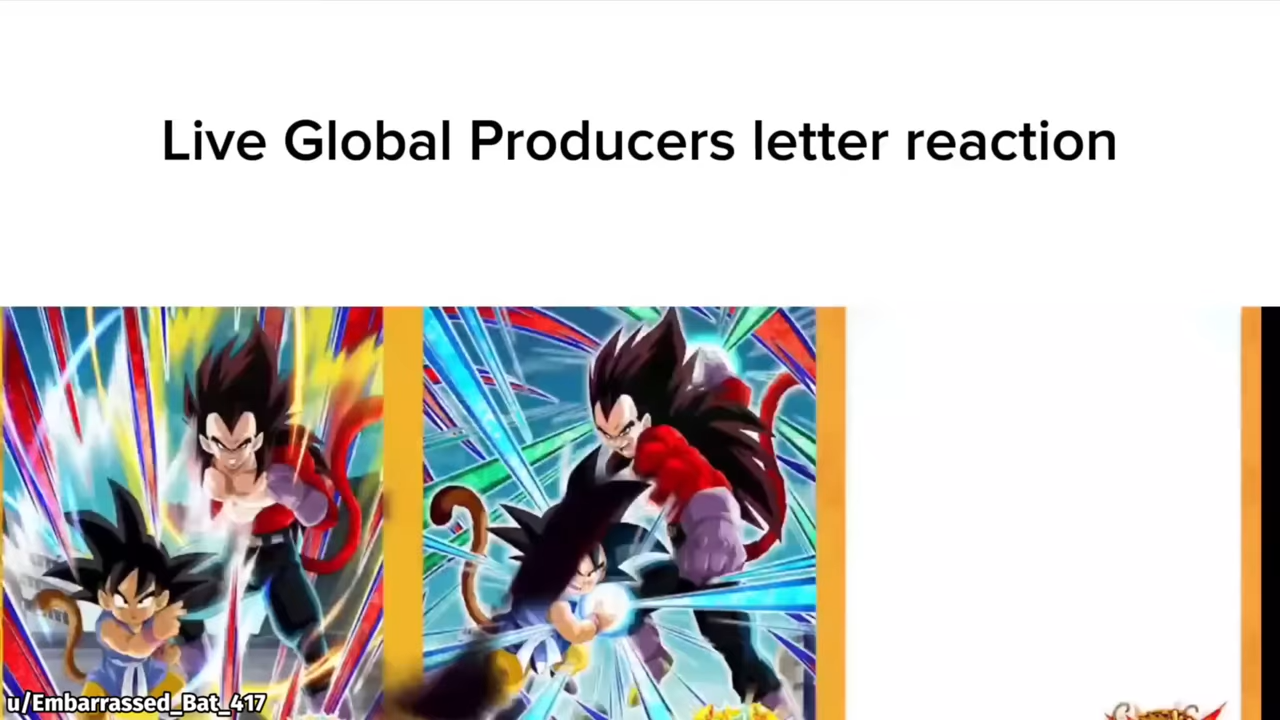 Live Global Producers letter reaction
u/Embarrassed_Bat_417